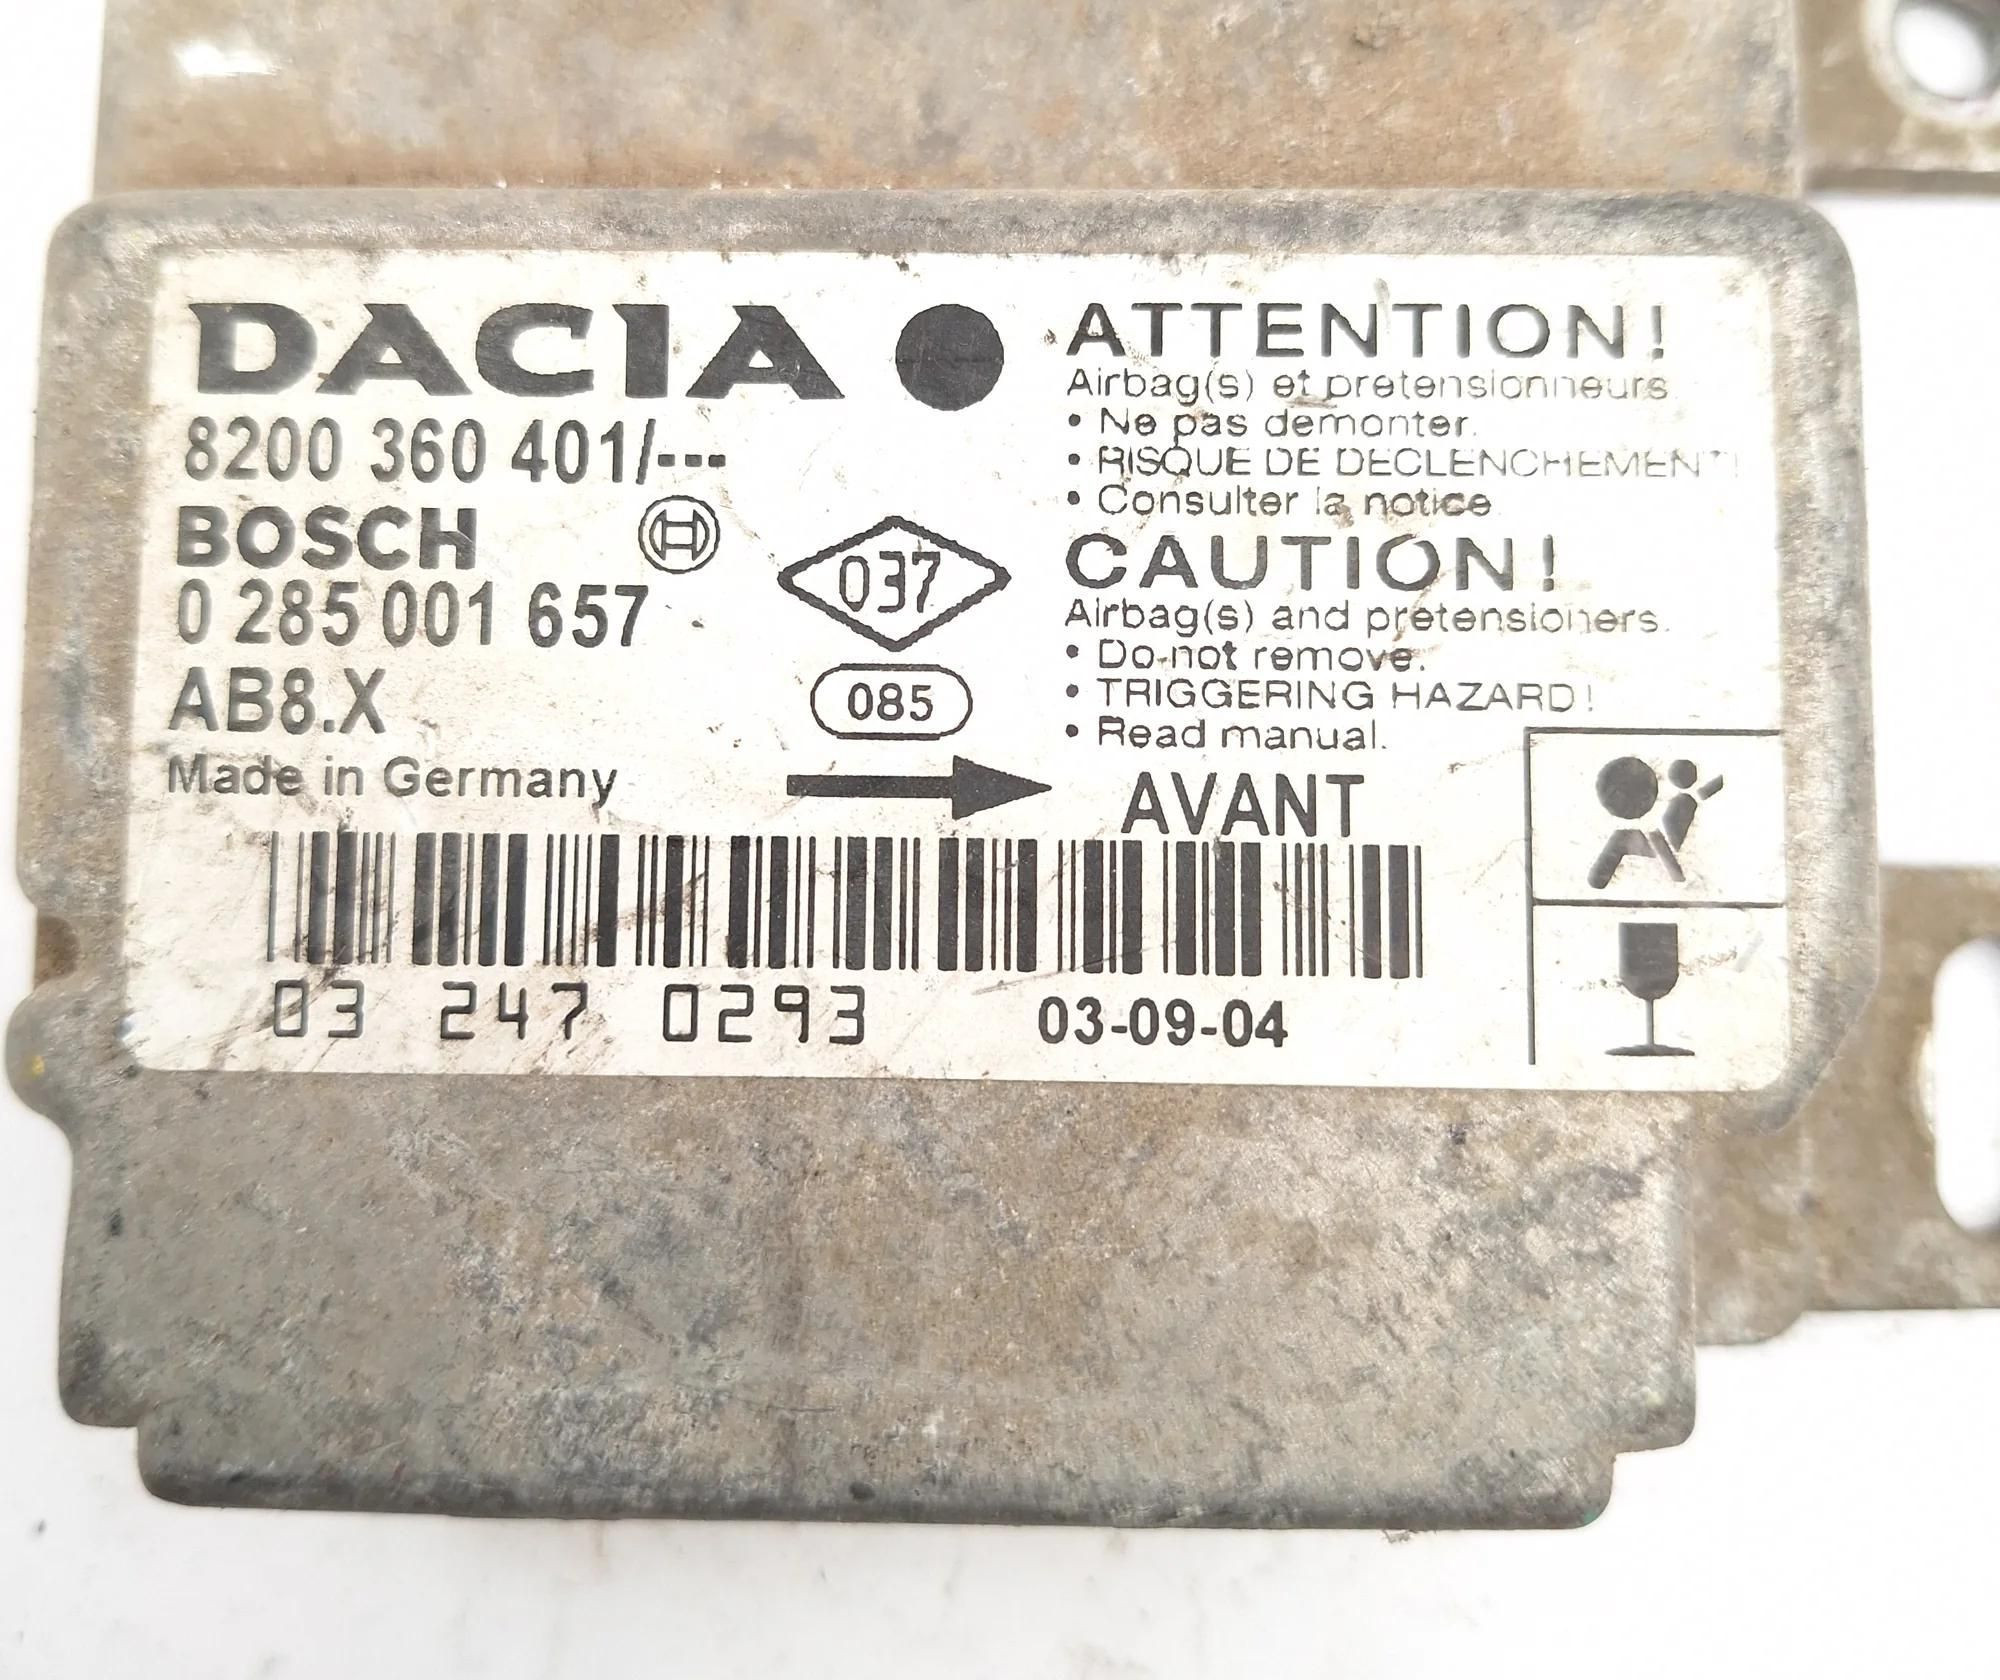 DACIA
8200 360 401/---
BOSCH
0 285 001 657
AB8.X
Made in Germany
037
085
ATTENTION!
Airbag(s) et pretensionneurs.
• Ne pas demonter.
• RISQUE DE DECLENCHEMENT!
• Consulter la notice
CAUTION!
Airbag(s) and pretensioners.
• Do not remove.
• TRIGGERING HAZARD!
• Read manual.
AVANT
03 247 0293
03-09-04